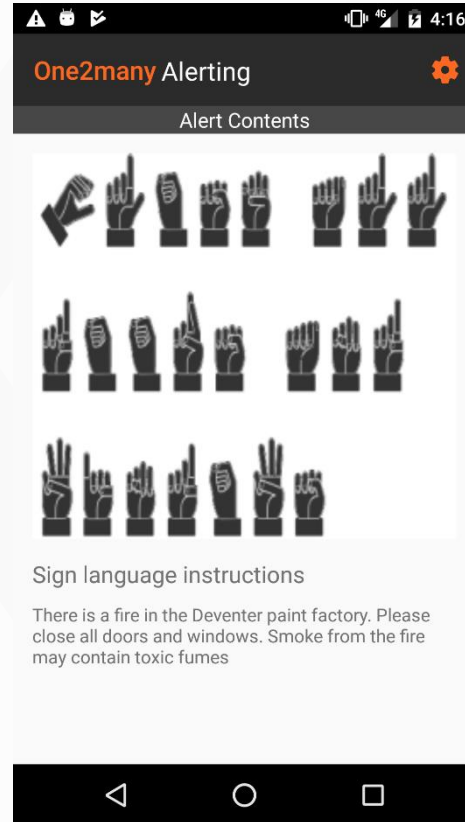 4G 4:16
One2many Alerting
Alert Contents
Sign language instructions
There is a fire in the Deventer paint factory. Please
close all doors and windows. Smoke from the fire
may contain toxic fumes